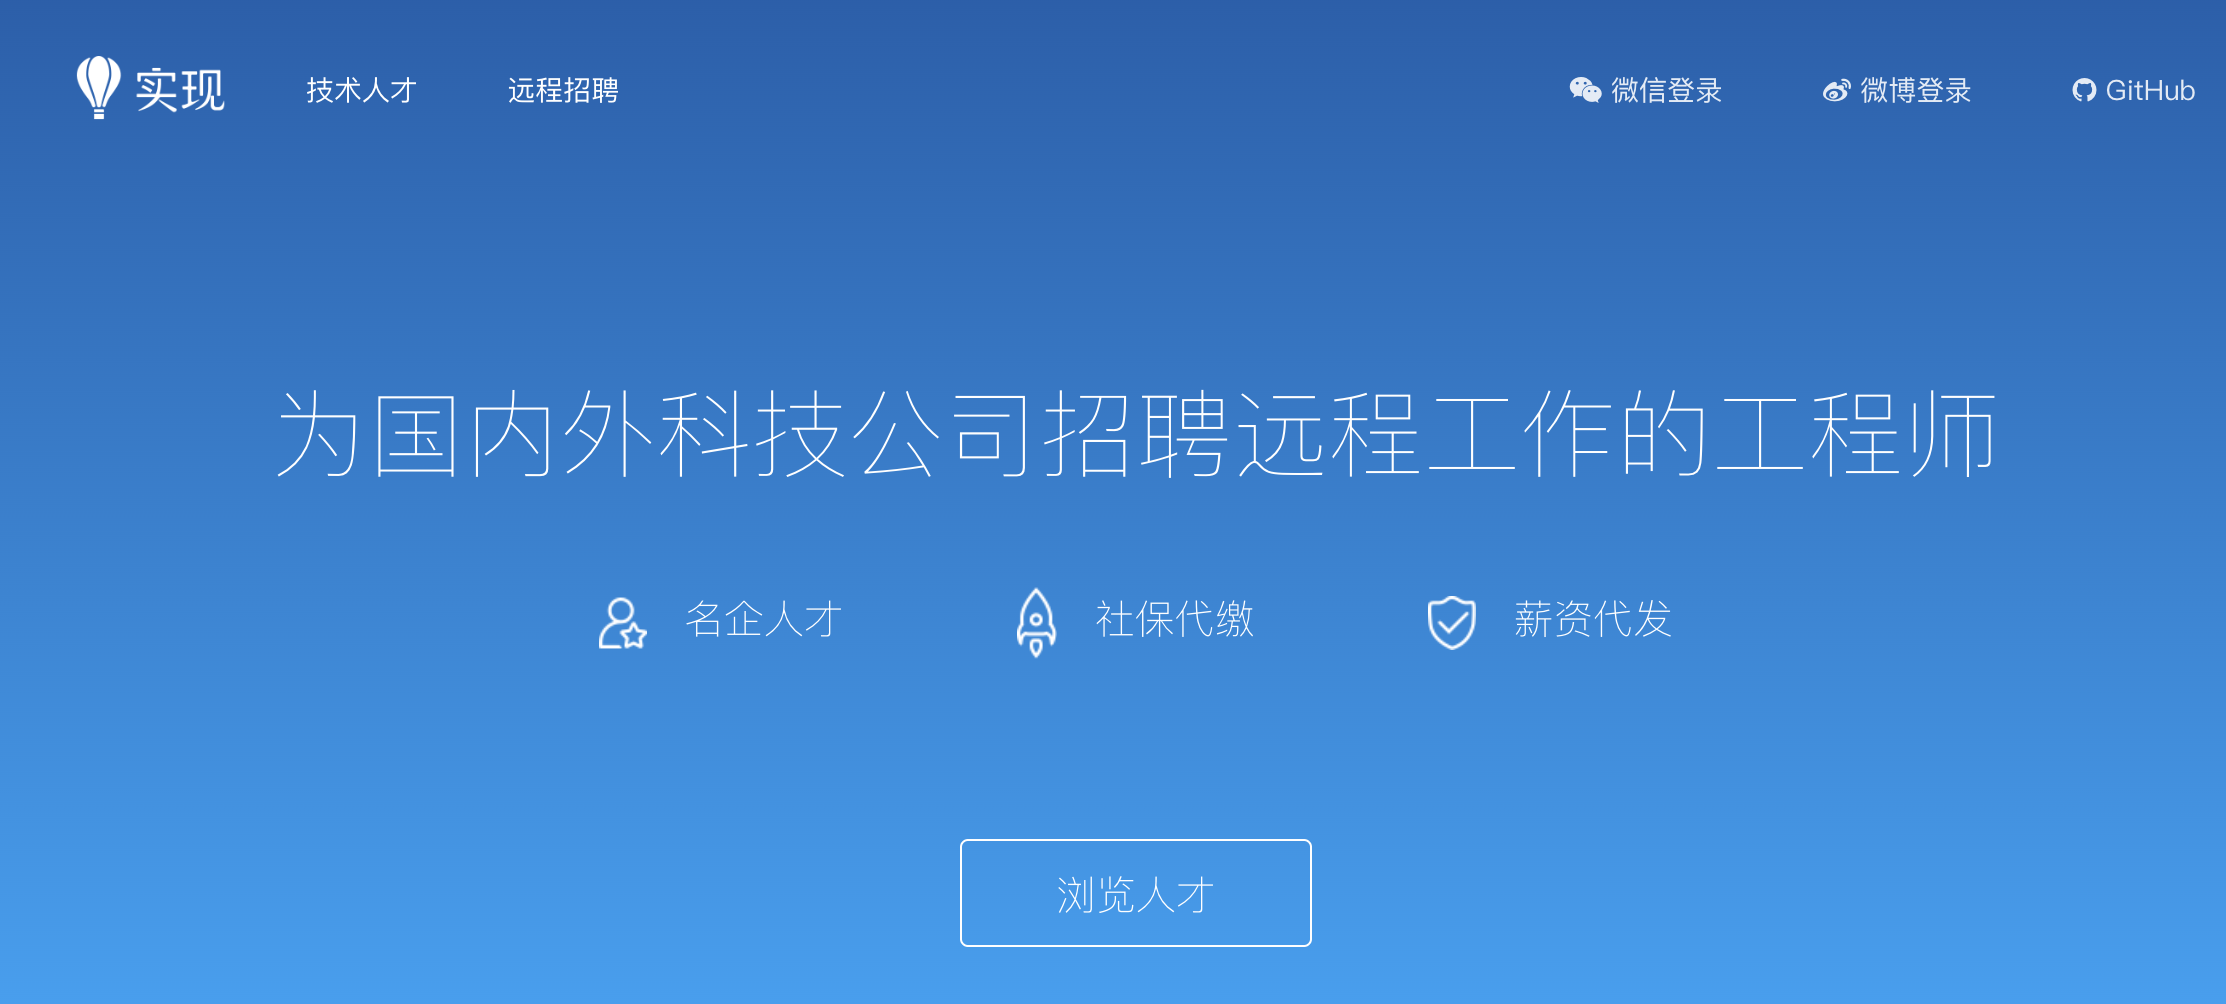 实现 技术人才 远程招聘 微信登录 微博登录 GitHub
为国内外科技公司招聘远程工作的工程师
名企人才 社保代缴 薪资代发
浏览人才